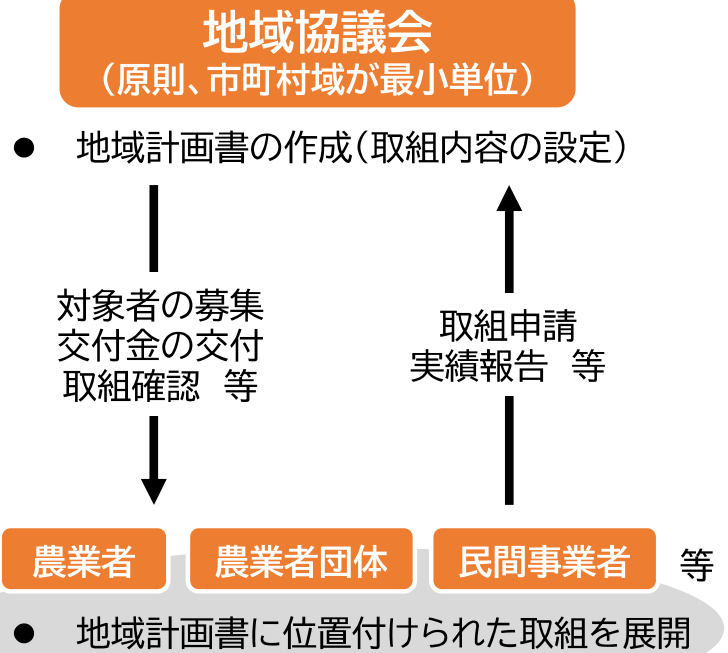 地域協議会
（原則、市町村域が最小単位）
● 地域計画書の作成（取組内容の設定）
対象者の募集
交付金の交付
取組確認 等
取組申請
実績報告 等
農業者 農業者団体 民間事業者 等
● 地域計画書に位置付けられた取組を展開